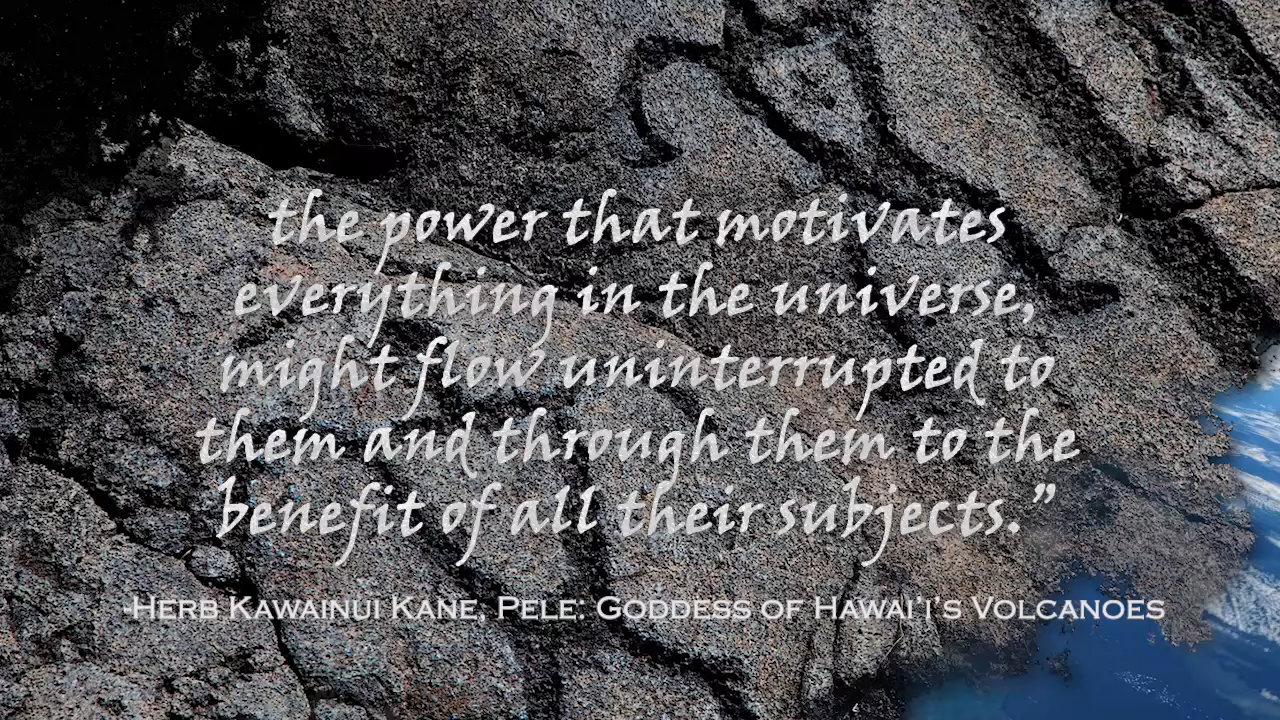 the power that motivates
everything in the universe,
might flow uninterrupted to
them and through them to the
benefit of all their subjects.”
-Herb Kawainui Kane, Pele: Goddess of Hawai’i’s Volcanoes